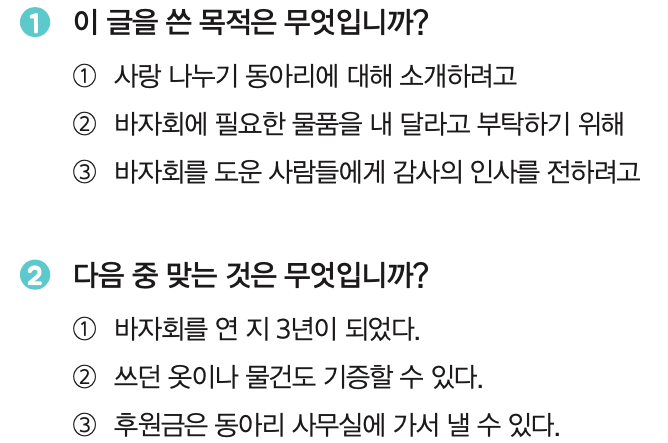 1 이 글을 쓴 목적은 무엇입니까?
① 사랑 나누기 동아리에 대해 소개하려고
② 바자회에 필요한 물품을 내 달라고 부탁하기 위해
③ 바자회를 도운 사람들에게 감사의 인사를 전하려고
2 다음 중 맞는 것은 무엇입니까?
① 바자회를 연 지 3년이 되었다.
② 쓰던 옷이나 물건도 기증할 수 있다.
③ 후원금은 동아리 사무실에 가서 낼 수 있다.